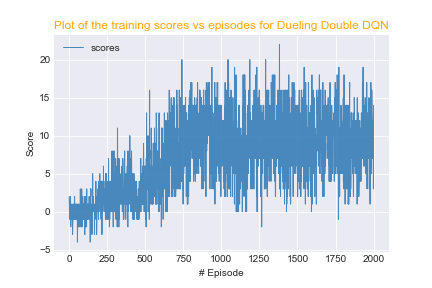 Plot of the training scores vs episodes for Dueling Double DQN
scores
20
15
10
5
0
−5
Score
0 250 500 750 1000 1250 1500 1750 2000
# Episode